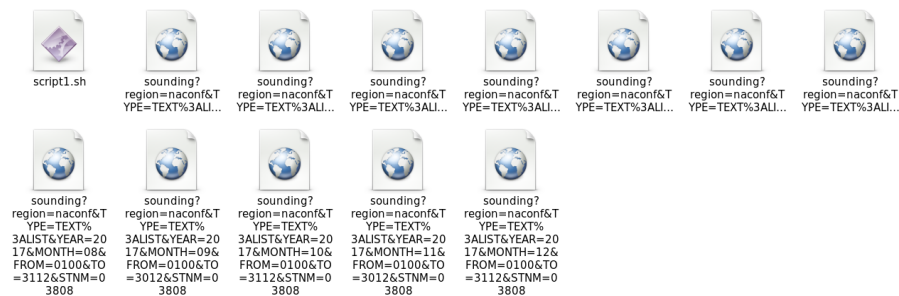 script1.sh
sounding?
region=naconf&T
YPE=TEXT%3ALI...
sounding?
region=naconf&T
YPE=TEXT%3ALI...
sounding?
region=naconf&T
YPE=TEXT%3ALI...
sounding?
region=naconf&T
YPE=TEXT%3ALI...
sounding?
region=naconf&T
YPE=TEXT%3ALI...
sounding?
region=naconf&T
YPE=TEXT%3ALI...
sounding?
region=naconf&T
YPE=TEXT%3ALI...
sounding?
region=naconf&T
YPE=TEXT%
3ALIST&YEAR=20
17&MONTH=08&
FROM=0100&TO
=3112&STNM=0
3808
sounding?
region=naconf&T
YPE=TEXT%
3ALIST&YEAR=20
17&MONTH=09&
FROM=0100&TO
=3012&STNM=0
3808
sounding?
region=naconf&T
YPE=TEXT%
3ALIST&YEAR=20
17&MONTH=10&
FROM=0100&TO
=3112&STNM=0
3808
sounding?
region=naconf&T
YPE=TEXT%
3ALIST&YEAR=20
17&MONTH=11&
FROM=0100&TO
=3012&STNM=0
3808
sounding?
region=naconf&T
YPE=TEXT%
3ALIST&YEAR=20
17&MONTH=12&
FROM=0100&TO
=3112&STNM=0
3808